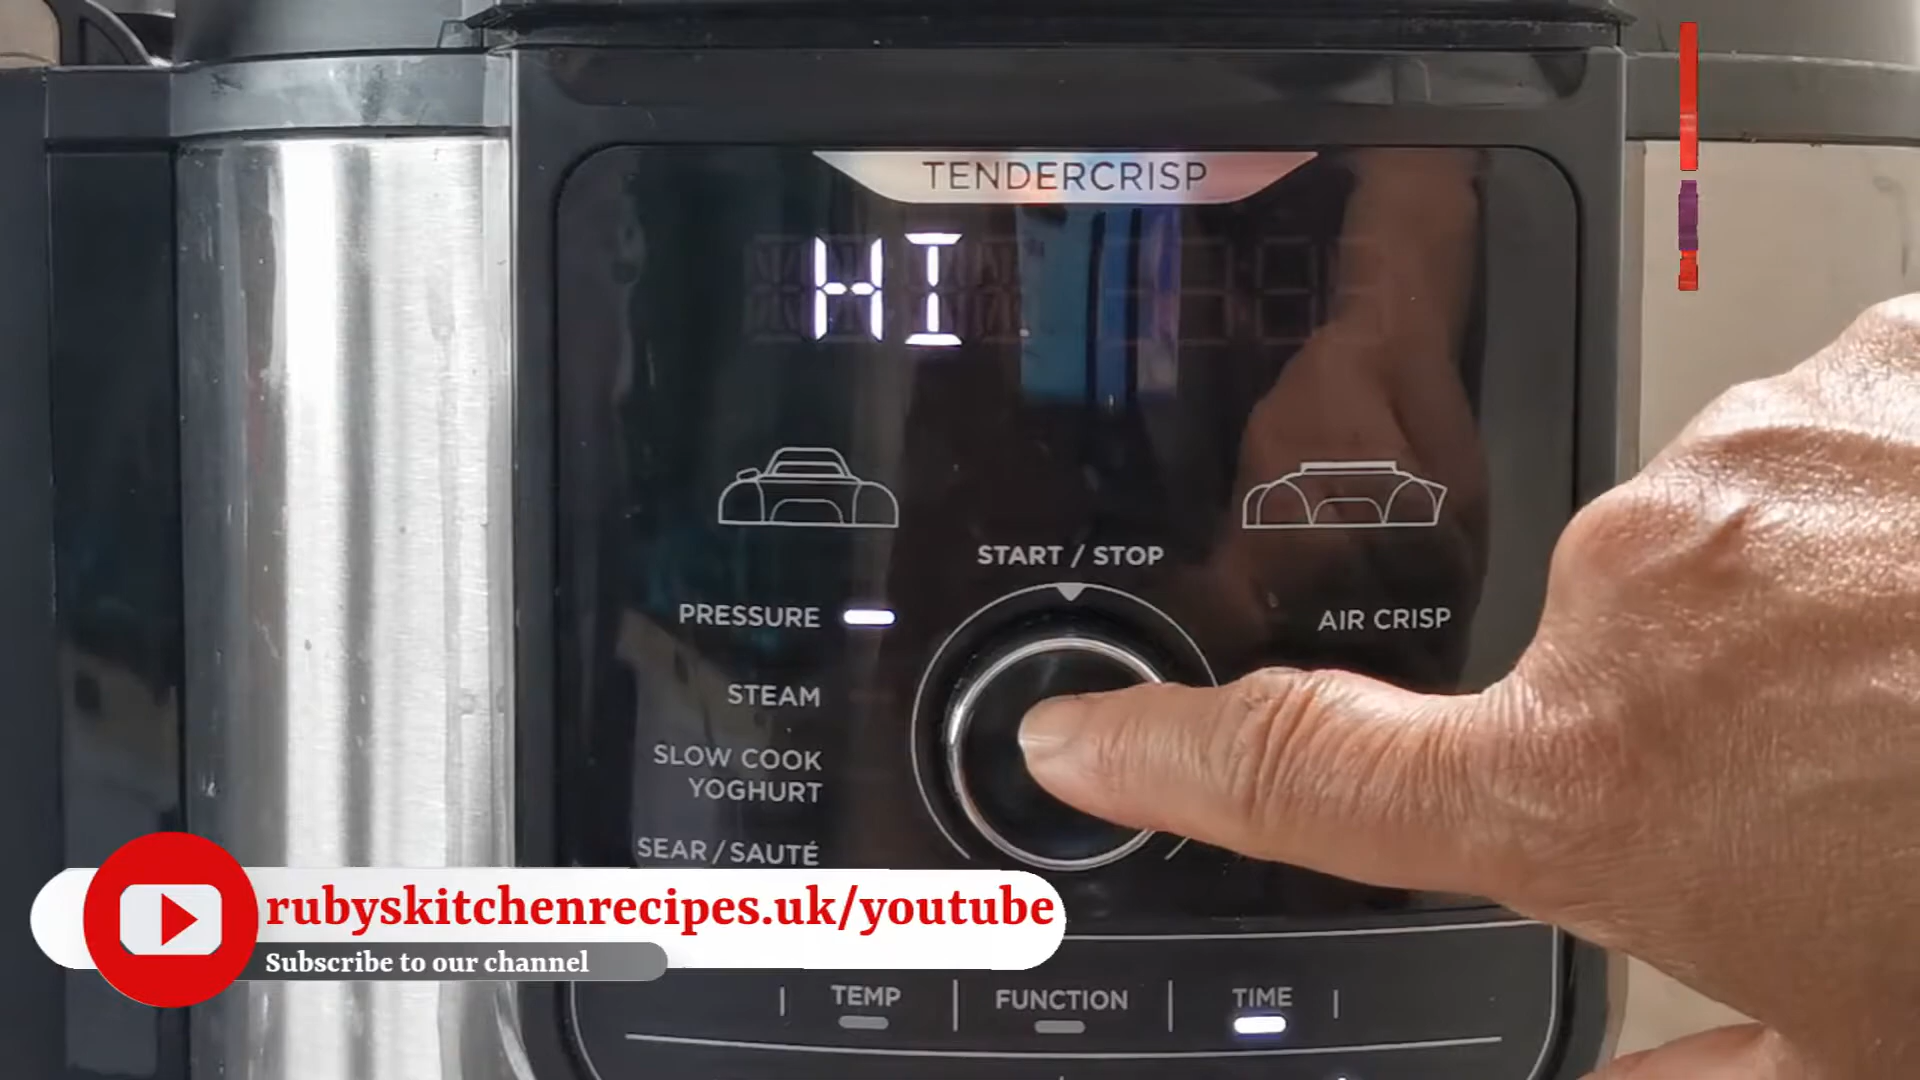 TENDERCRISP
HI
START / STOP
PRESSURE
AIR CRISP
STEAM
SLOW COOK
YOGHURT
SEAR / SAUTÉ
rubyskitchenrecipes.uk/youtube
Subscribe to our channel
TEMP
FUNCTION
TIME